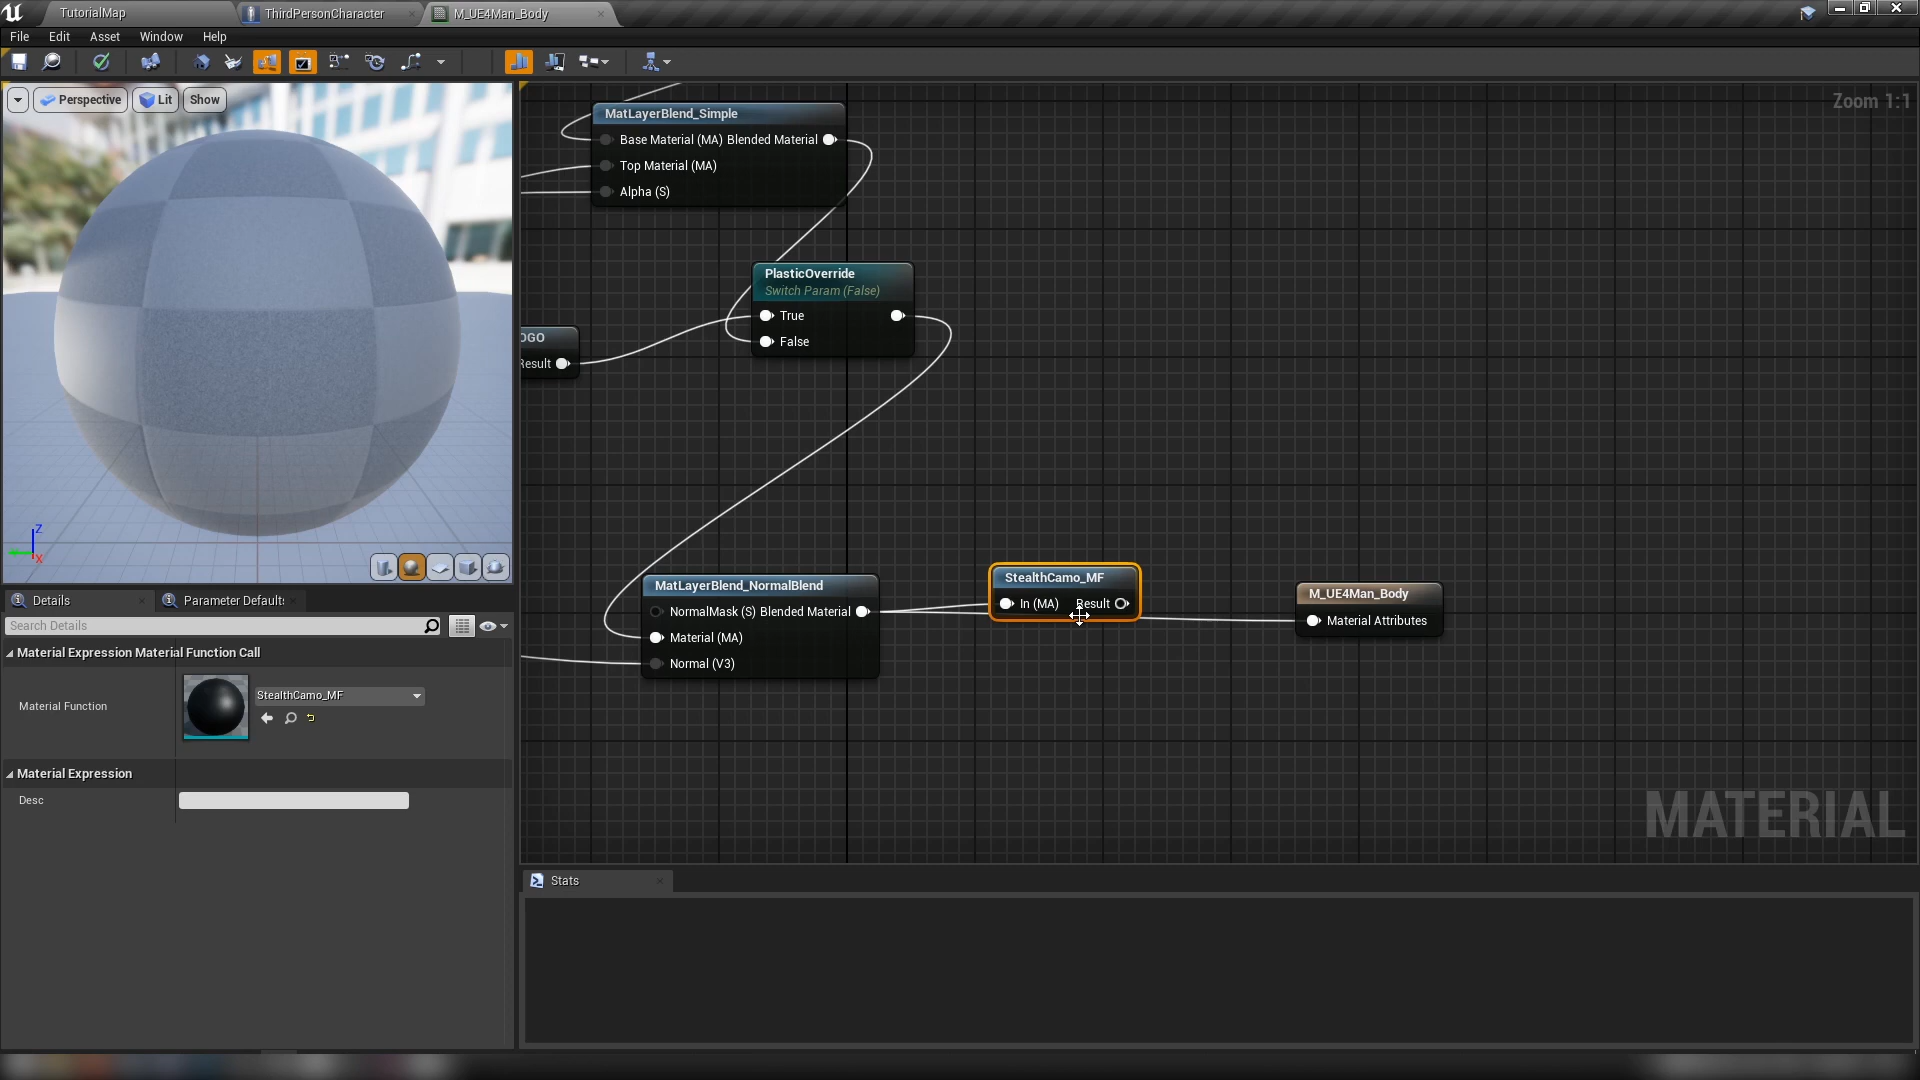 TutorialMap
ThirdPersonCharacter
M_UE4Man_Body
File Edit Asset Window Help
Perspective Lit Show
Zoom 1:1
MatLayerBlend_Simple
Base Material (MA) Blended Material
Top Material (MA)
Alpha (S)
PlasticOverride
Switch Param (False)
True
False
OGO
Result
Z
X
MatLayerBlend_NormalBlend
NormalMask (S) Blended Material
Material (MA)
Normal (V3)
StealthCamo_MF
In (MA) Result
M_UE4Man_Body
Material Attributes
MATERIAL
Details
Parameter Default
Search Details
Material Expression Material Function Call
Material Function
StealthCamo_MF
Material Expression
Desc
Stats